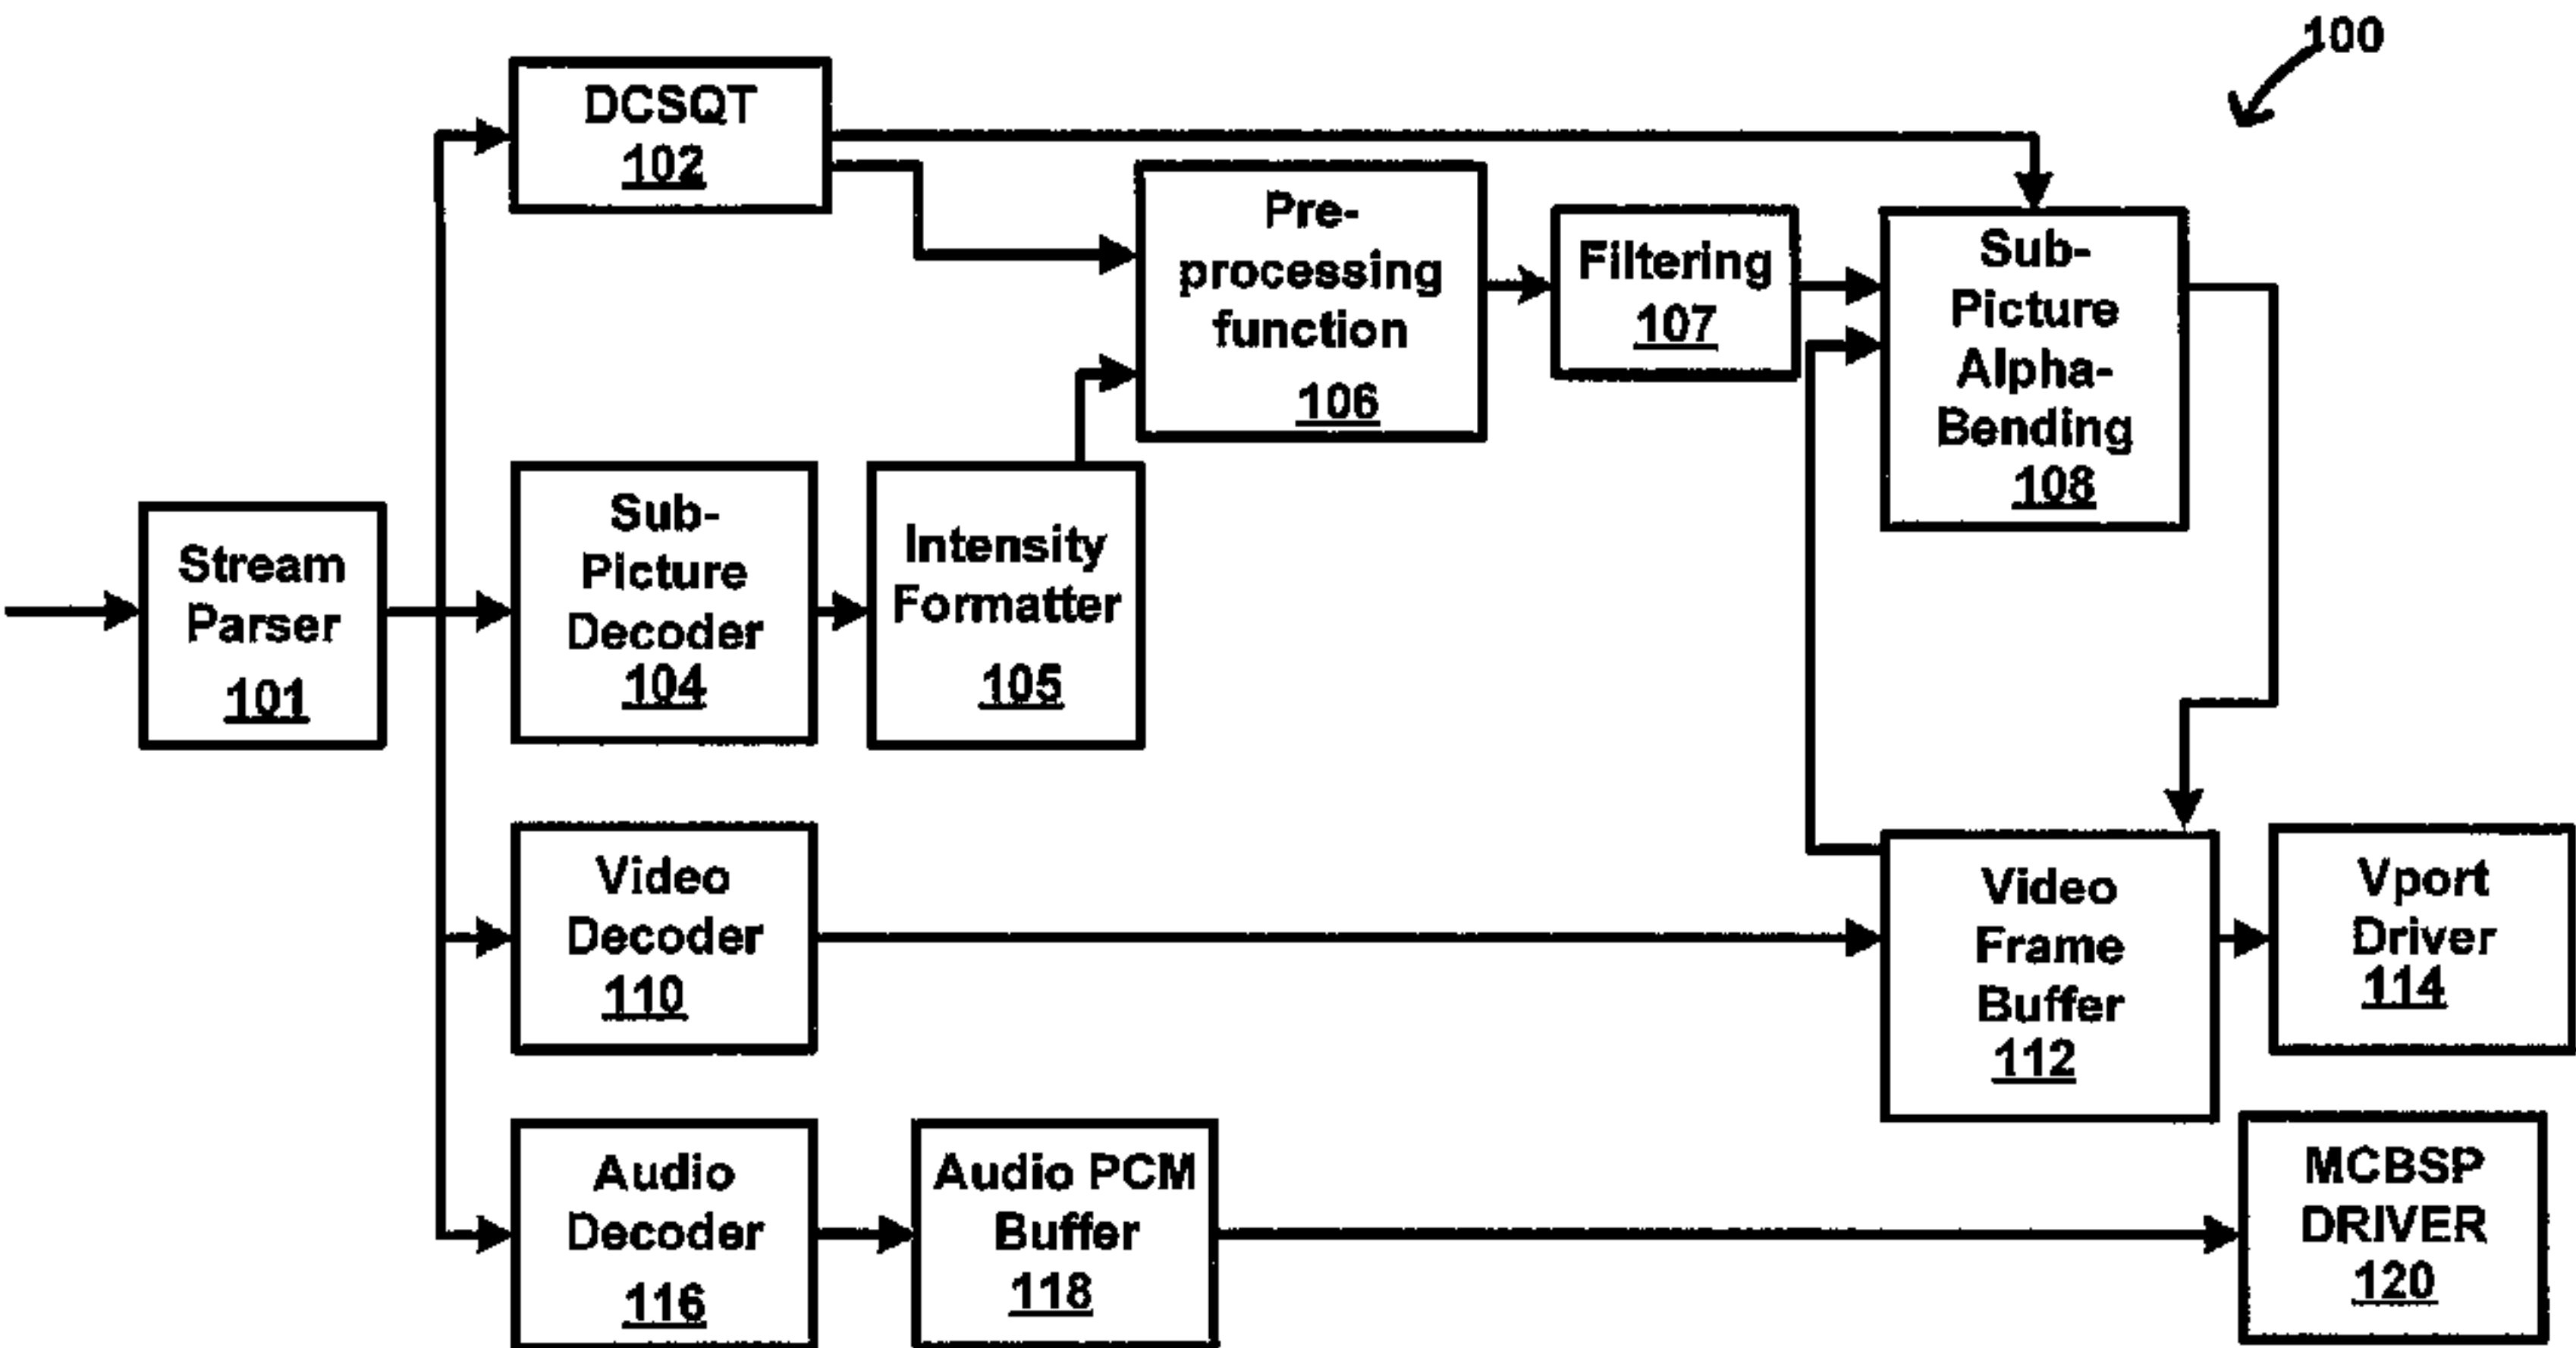 100
DCSQT
102
Pre-
processing
function
106
Filtering
107
Sub-
Picture
Alpha-
Bending
108
Stream
Parser
101
Sub-
Picture
Decoder
104
Intensity
Formatter
105
Video
Decoder
110
Video
Frame
Buffer
112
Vport
Driver
114
Audio
Decoder
116
Audio PCM
Buffer
118
MCBSP
DRIVER
120